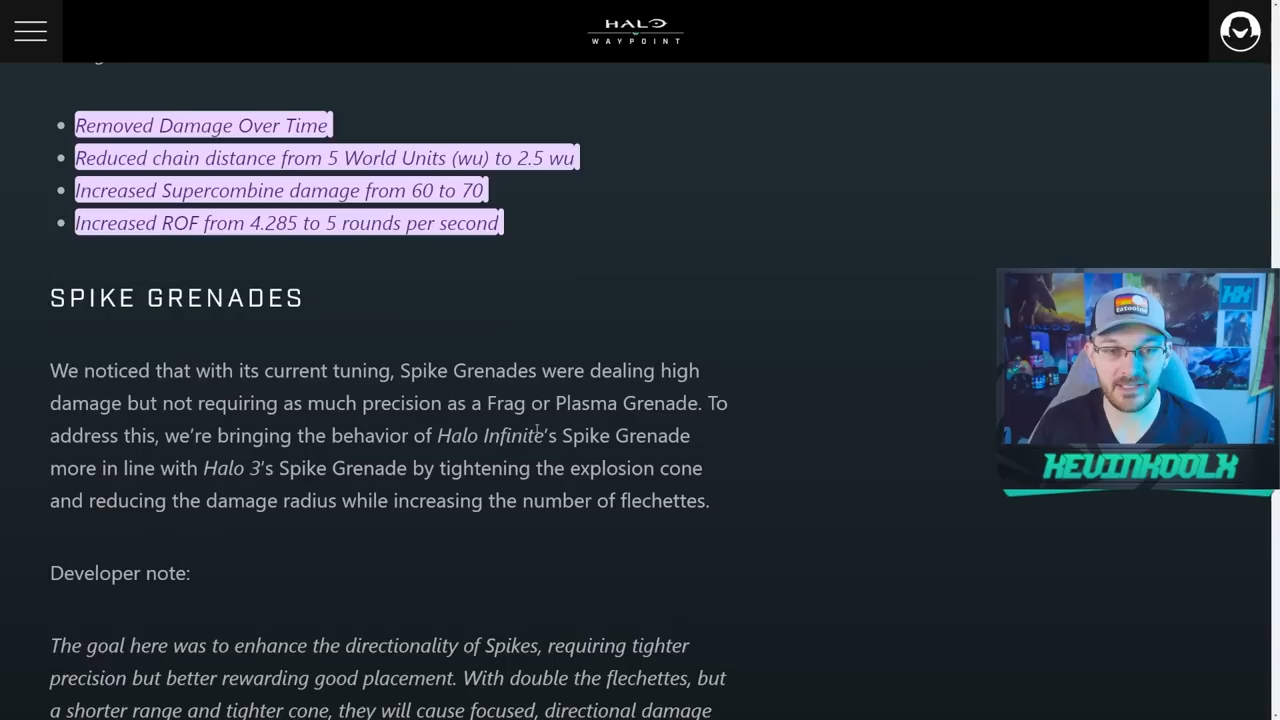 HALO
WAYPOINT
Removed Damage Over Time
Reduced chain distance from 5 World Units (wu) to 2.5 wu
Increased Supercombine damage from 60 to 70
Increased ROF from 4.285 to 5 rounds per second
SPIKE GRENADES
We noticed that with its current tuning, Spike Grenades were dealing high
damage but not requiring as much precision as a Frag or Plasma Grenade. To
address this, we’re bringing the behavior of Halo Infinite’s Spike Grenade
more in line with Halo 3’s Spike Grenade by tightening the explosion cone
and reducing the damage radius while increasing the number of flechettes.
Developer note:
The goal here was to enhance the directionality of Spikes, requiring tighter
precision but better rewarding good placement. With double the flechettes, but
a shorter range and tighter cone, they will cause focused, directional damage
tatooine
KEVINKOOLX